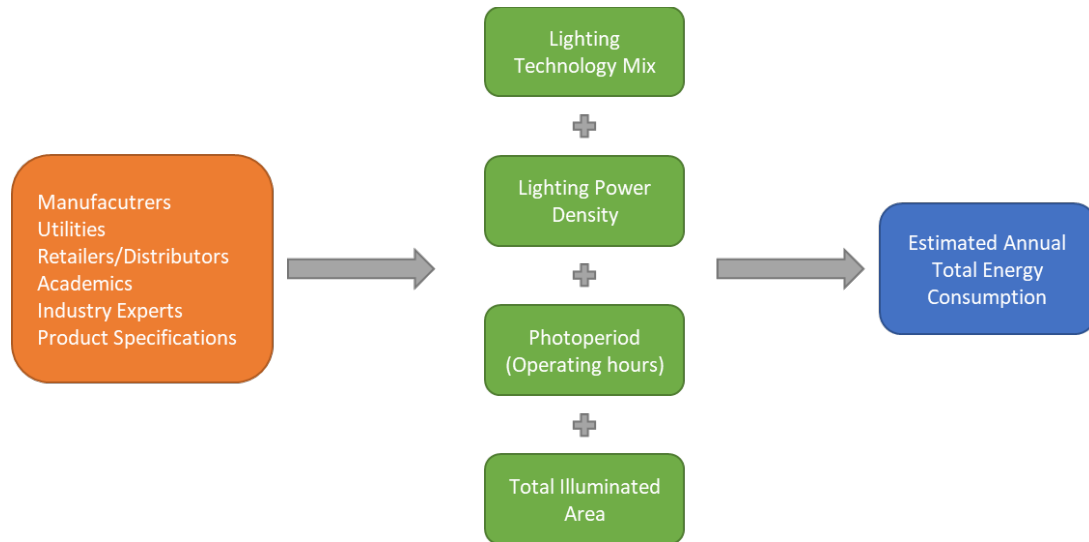 Manufacutrers
Utilities
Retailers/Distributors
Academics
Industry Experts
Product Specifications
Lighting
Technology Mix
Lighting Power
Density
Photoperiod
(Operating hours)
Total Illuminated
Area
Estimated Annual
Total Energy
Consumption